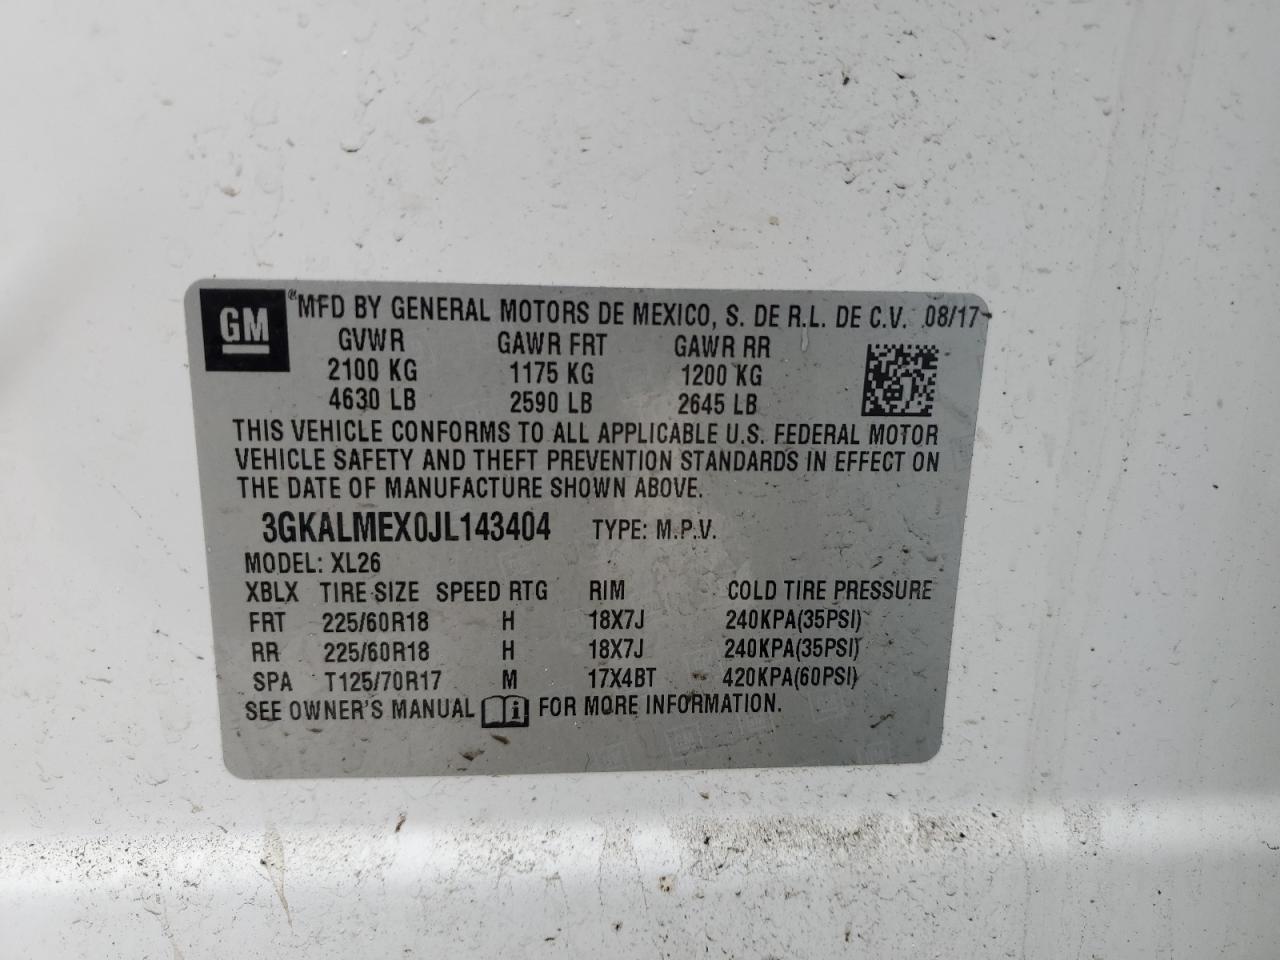 GM ®MFD BY GENERAL MOTORS DE MEXICO, S. DE R.L. DE C.V. 08/17
GVWR GAWR FRT GAWR RR
2100 KG 1175 KG 1200 KG
4630 LB 2590 LB 2645 LB
THIS VEHICLE CONFORMS TO ALL APPLICABLE U.S. FEDERAL MOTOR
VEHICLE SAFETY AND THEFT PREVENTION STANDARDS IN EFFECT ON
THE DATE OF MANUFACTURE SHOWN ABOVE.
3GKALMEX0JL143404 TYPE: M.P.V.
MODEL: XL26
XBLX TIRE SIZE SPEED RTG RIM COLD TIRE PRESSURE
FRT 225/60R18 H 18X7J 240KPA(35PSI)
RR 225/60R18 H 18X7J 240KPA(35PSI)
SPA T125/70R17 M 17X4BT 420KPA(60PSI)
SEE OWNER'S MANUAL i FOR MORE INFORMATION.